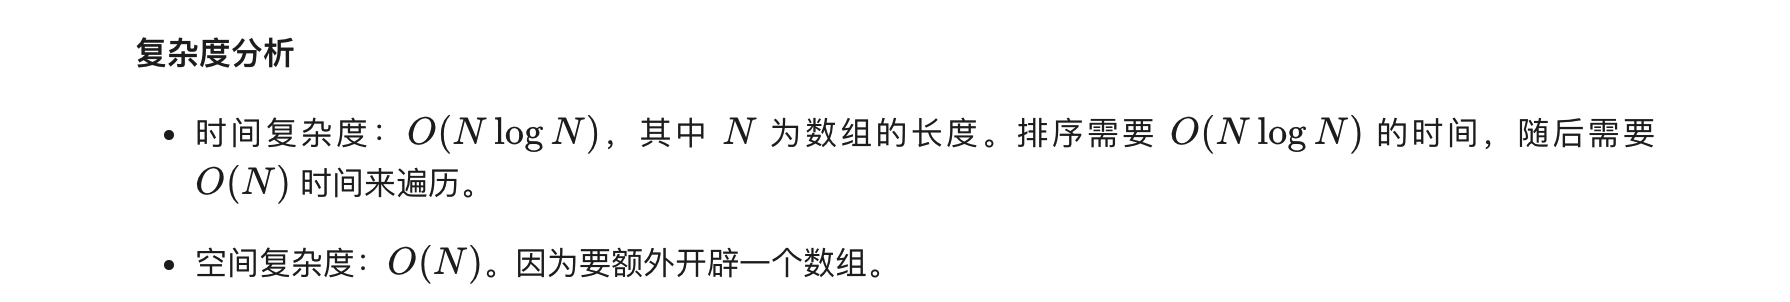 复杂度分析
• 时间复杂度：O(N log N)，其中 N 为数组的长度。排序需要 O(N log N) 的时间，随后需要
O(N) 时间来遍历。
• 空间复杂度：O(N)。因为要额外开辟一个数组。